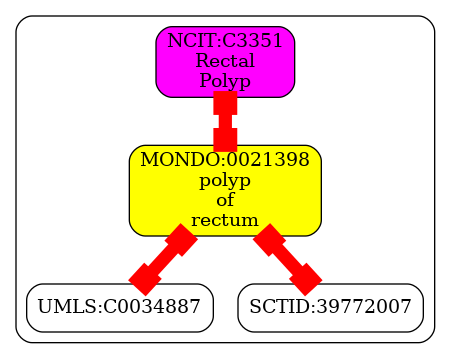 NCIT:C3351
Rectal
Polyp
MONDO:0021398
polyp
of
rectum
UMLS:C0034887
SCTID:39772007